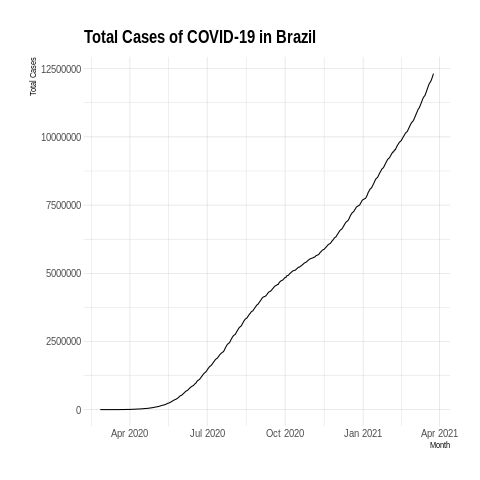 Total Cases of COVID-19 in Brazil
Total Cases
12500000
10000000
7500000
5000000
2500000
0
Apr 2020 Jul 2020 Oct 2020 Jan 2021 Apr 2021
Month